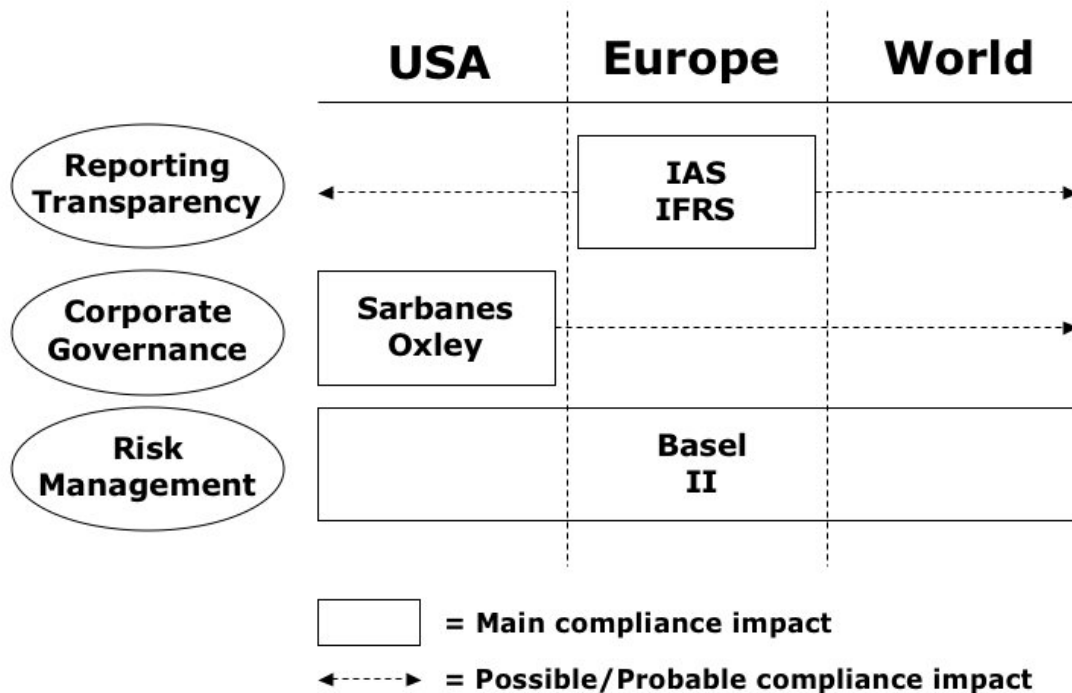 USA Europe World
Reporting
Transparency
IAS
IFRS
Corporate
Governance
Sarbanes
Oxley
Risk
Management
Basel
II
= Main compliance impact
= Possible/Probable compliance impact